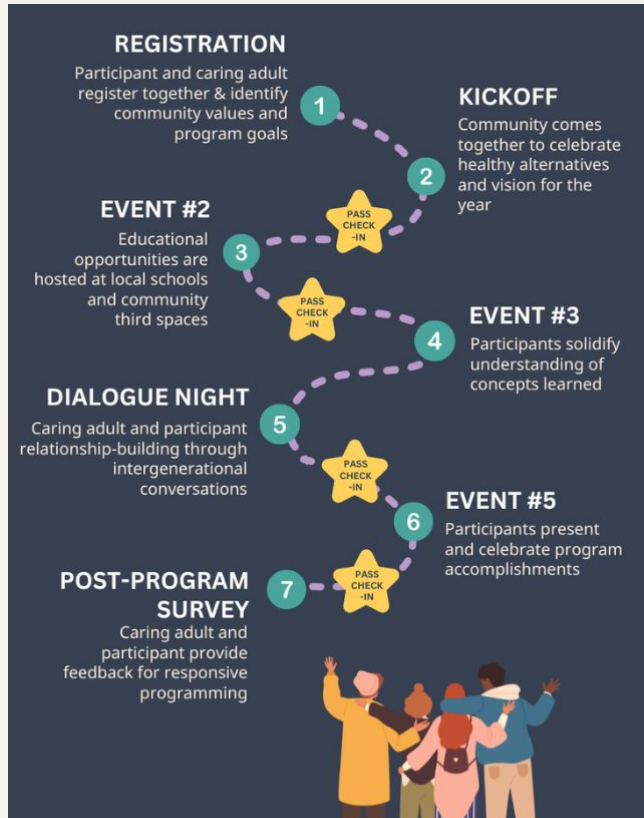 REGISTRATION
Participant and caring adult
register together & identify
community values and
program goals
1
KICKOFF
Community comes
together to celebrate
healthy alternatives
and vision for the
year
2
PASS
CHECK
-IN
EVENT #2
Educational
opportunities are
hosted at local schools
and community
third spaces
3
PASS
CHECK
-IN
EVENT #3
Participants solidify
understanding of
concepts learned
4
DIALOGUE NIGHT
Caring adult and participant
relationship-building through
intergenerational
conversations
5
PASS
CHECK
-IN
EVENT #5
Participants present
and celebrate program
accomplishments
6
PASS
CHECK
-IN
POST-PROGRAM
SURVEY
Caring adult and
participant provide
feedback for responsive
programming
7